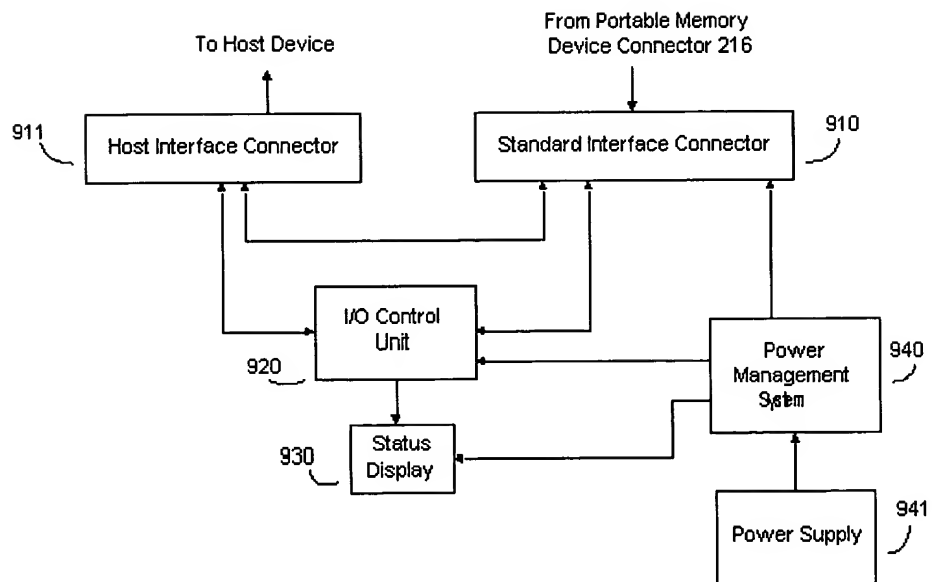 To Host Device
From Portable Memory
Device Connector 216
911
Host Interface Connector
Standard Interface Connector
910
I/O Control
Unit
920
Power
Management
System
940
930
Status
Display
Power Supply
941